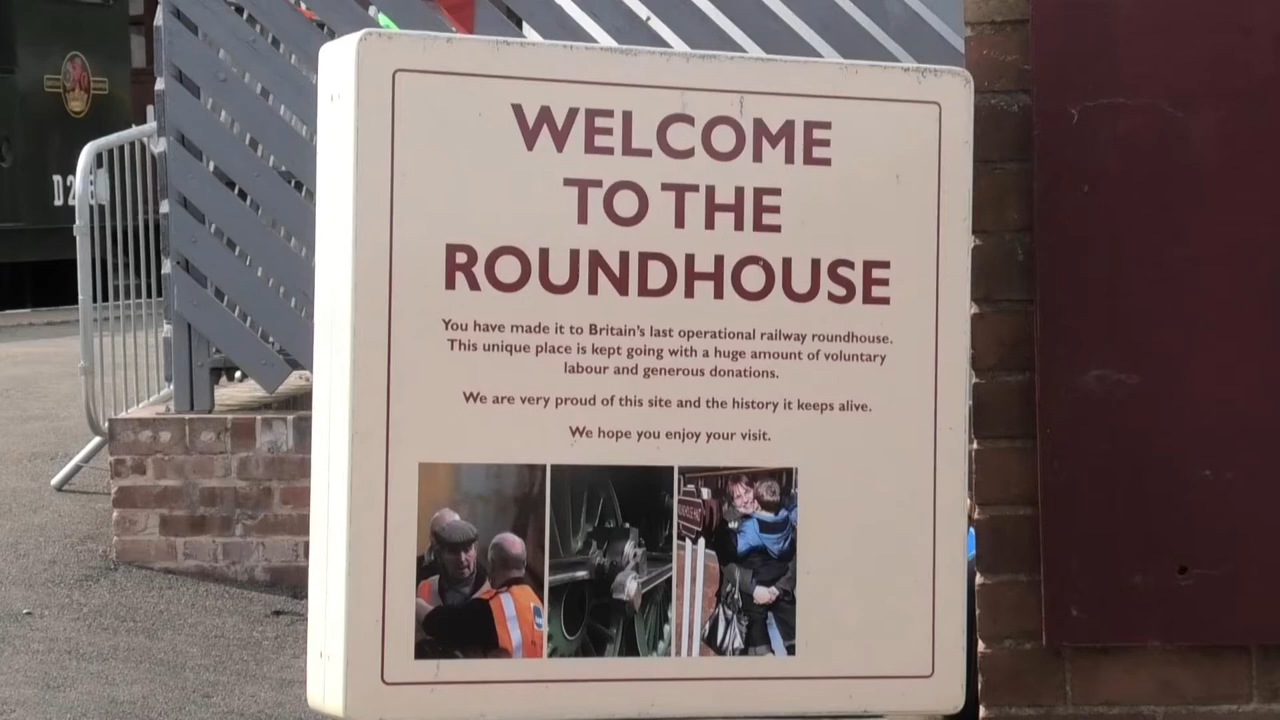 WELCOME
TO THE
ROUNDHOUSE
You have made it to Britain's last operational railway roundhouse.
This unique place is kept going with a huge amount of voluntary
labour and generous donations.
We are very proud of this site and the history it keeps alive.
We hope you enjoy your visit.